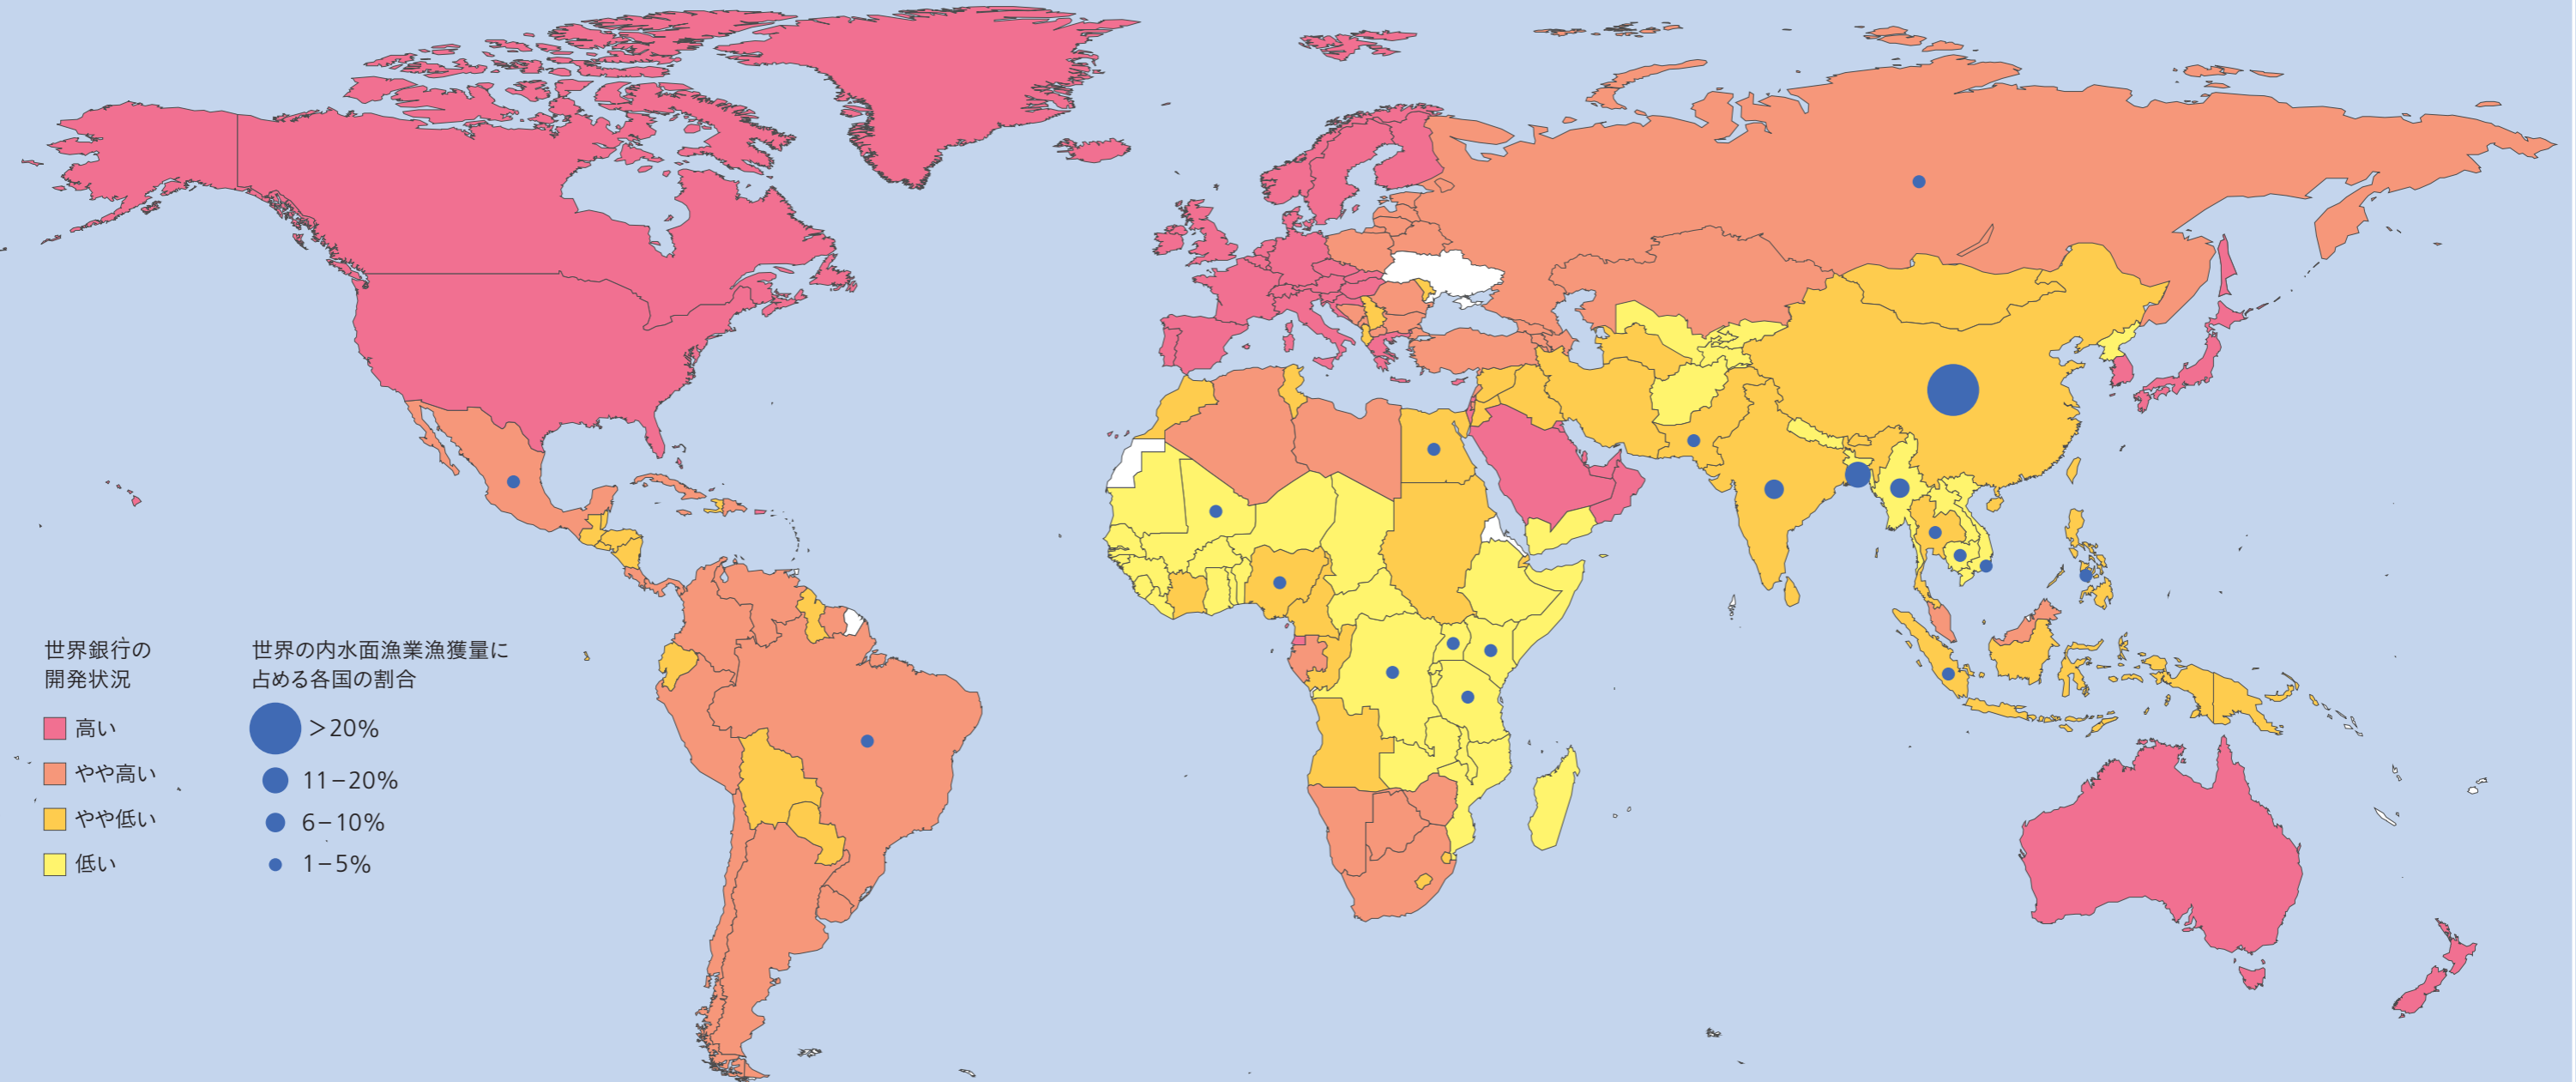 世界銀行の
開発状況
高い
やや高い
やや低い
低い
世界の内水面漁業漁獲量に
占める各国の割合
>20%
11−20%
6−10%
1−5%